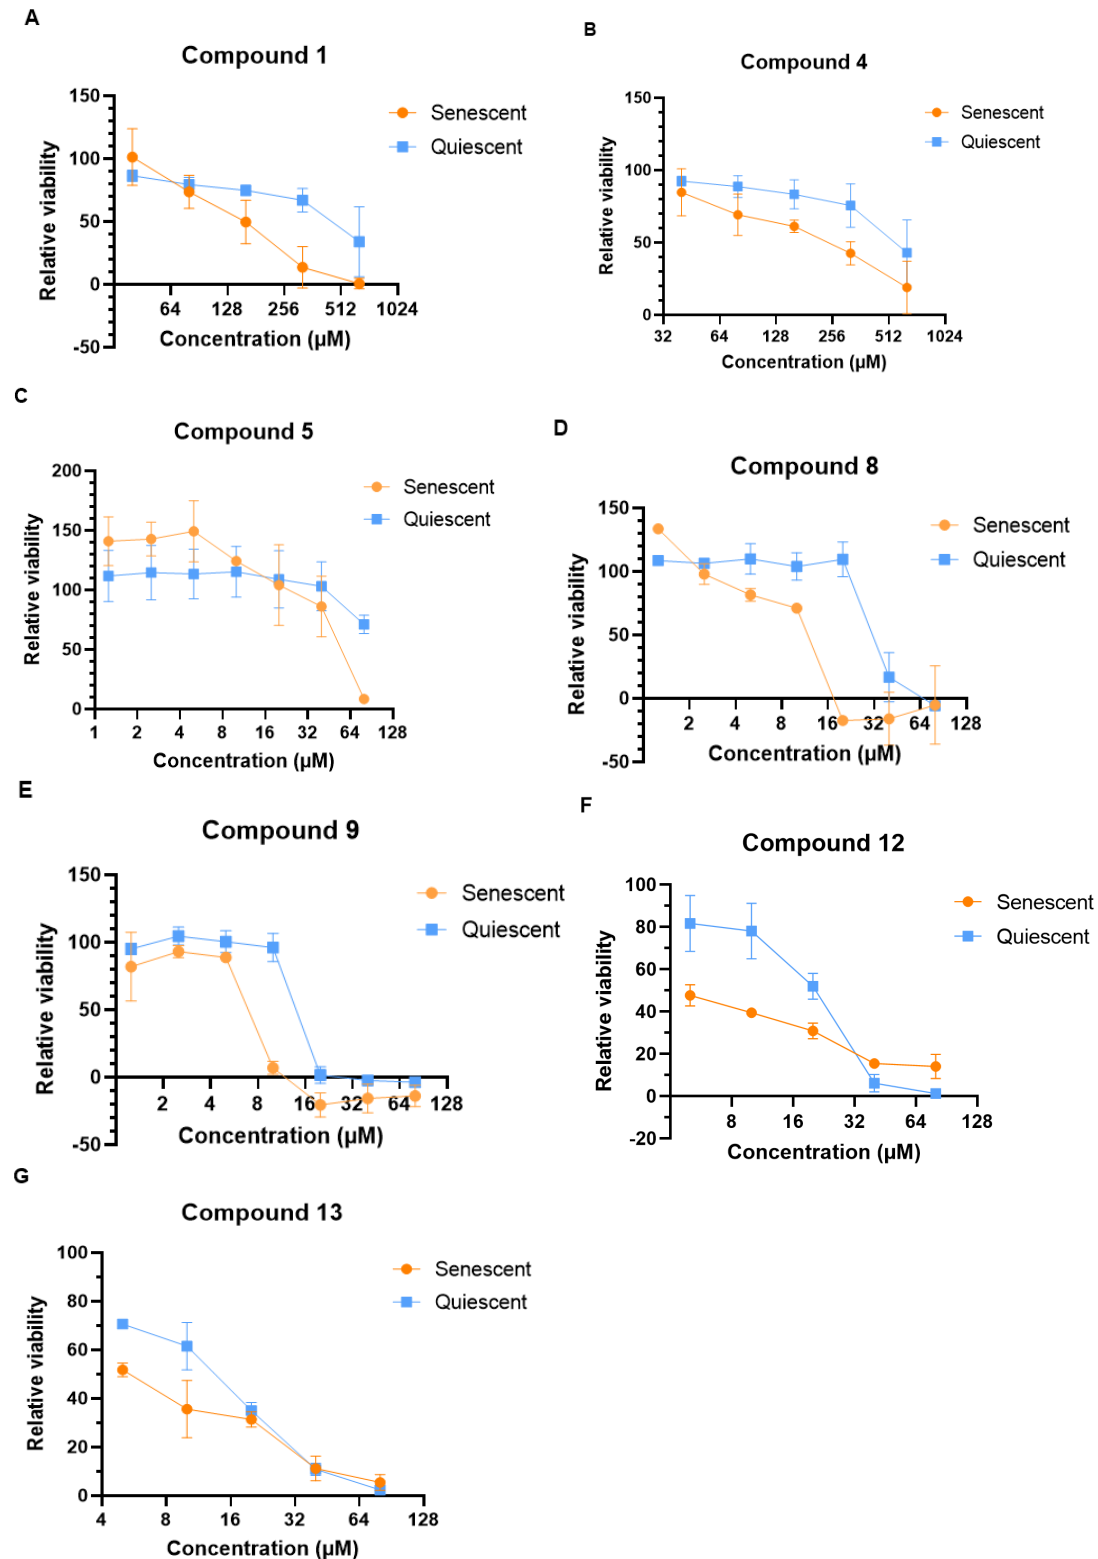 A
Compound 1
150
100
50
0
-50
Relative viability
64 128 256 512 1024
Concentration (µM)
Senescent
Quiescent
B
Compound 4
150
100
50
0
Relative viability
32 64 128 256 512 1024
Concentration (µM)
Senescent
Quiescent
C
Compound 5
200
150
100
50
0
Relative viability
1 2 4 8 16 32 64 128
Concentration (µM)
Senescent
Quiescent
D
Compound 8
150
100
50
0
-50
Relative viability
2 4 8 16 32 64 128
Concentration (µM)
Senescent
Quiescent
E
Compound 9
150
100
50
0
-50
Relative viability
2 4 8 16 32 64 128
Concentration (µM)
Senescent
Quiescent
F
Compound 12
100
80
60
40
20
0
-20
Relative viability
8 16 32 64 128
Concentration (µM)
Senescent
Quiescent
G
Compound 13
100
80
60
40
20
0
Relative viability
4 8 16 32 64 128
Concentration (µM)
Senescent
Quiescent